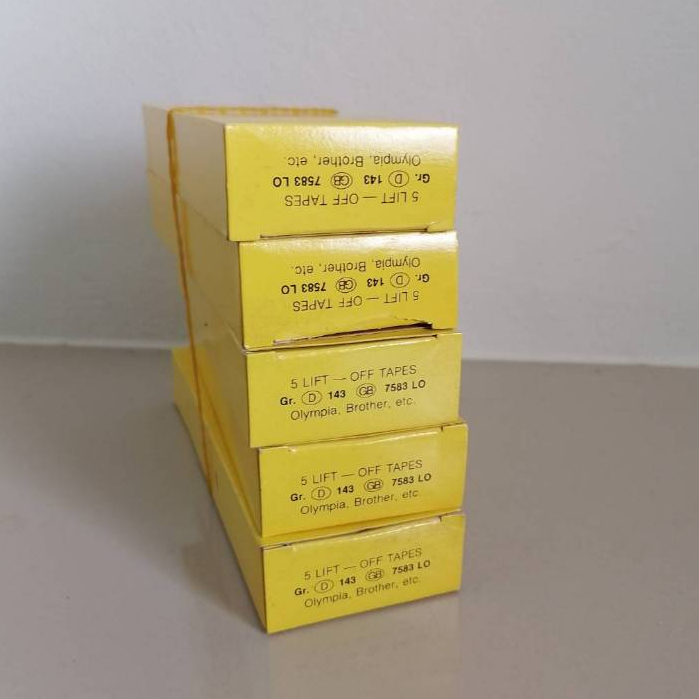 Olympia, Brother, etc.
Gr. D 143 GB 7583 LO
5 LIFT — OFF TAPES
Olympia, Brother, etc.
Gr. D 143 GB 7583 LO
5 LIFT — OFF TAPES
5 LIFT — OFF TAPES
Gr. D 143 GB 7583 LO
Olympia, Brother, etc.
5 LIFT — OFF TAPES
Gr. D 143 GB 7583 LO
Olympia, Brother, etc.
5 LIFT — OFF TAPES
Gr. D 143 GB 7583 LO
Olympia, Brother, etc.